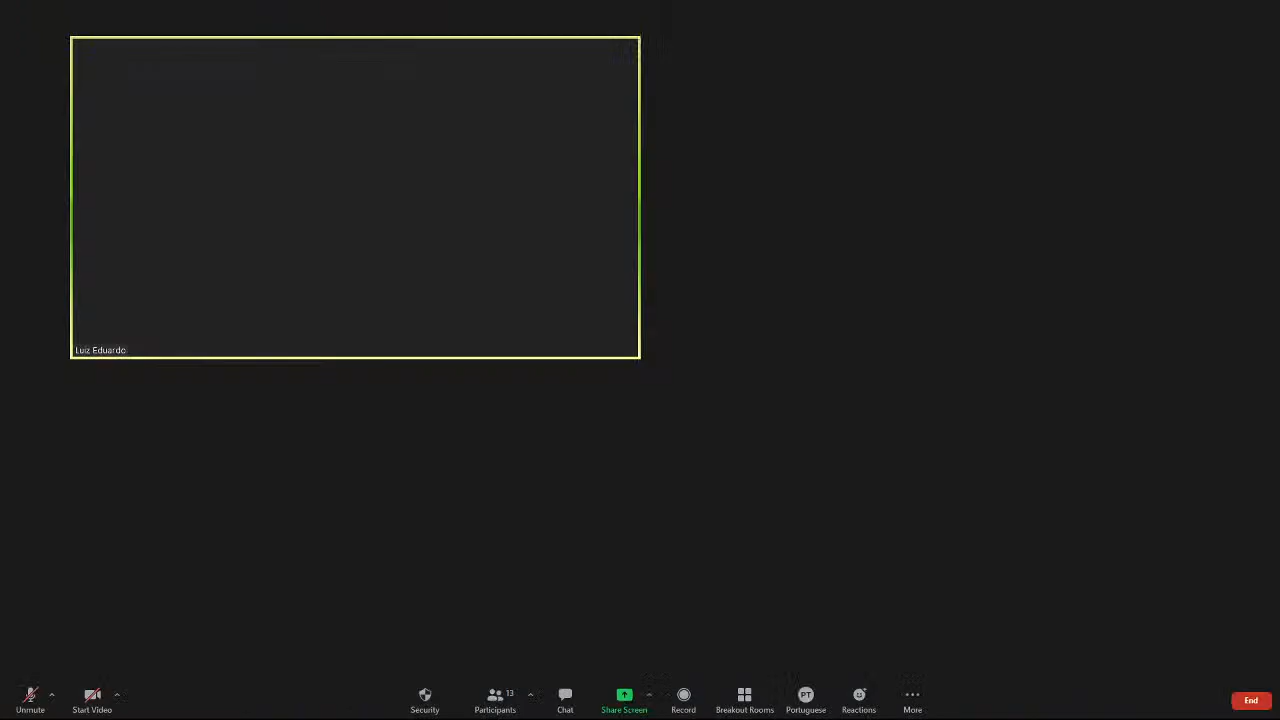 Luiz Eduardo
Unmute
Start Video
Security
13
Participants
Chat
Share Screen
Record
Breakout Rooms
PT
Portuguese
Reactions
More
End